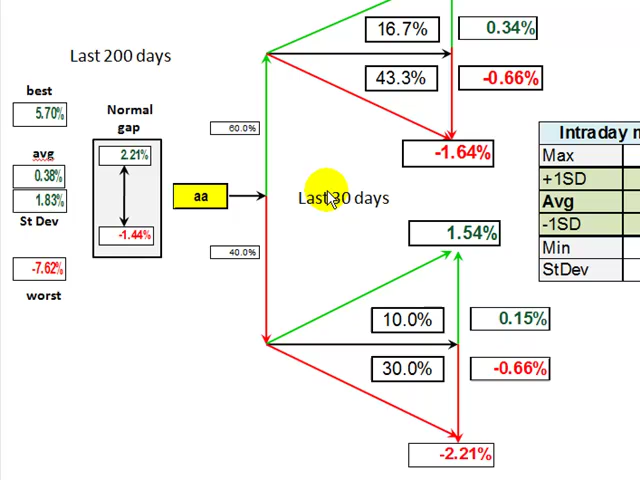 16.7%
0.34%
Last 200 days
43.3%
-0.66%
best
5.70%
Normal
gap
60.0%
Intraday m
avg
2.21%
-1.64%
Max
0.38%
+1SD
1.83%
aa
Last 30 days
Avg
St Dev
-1.44%
1.54%
-1SD
40.0%
Min
-7.62%
StDev
worst
10.0%
0.15%
30.0%
-0.66%
-2.21%